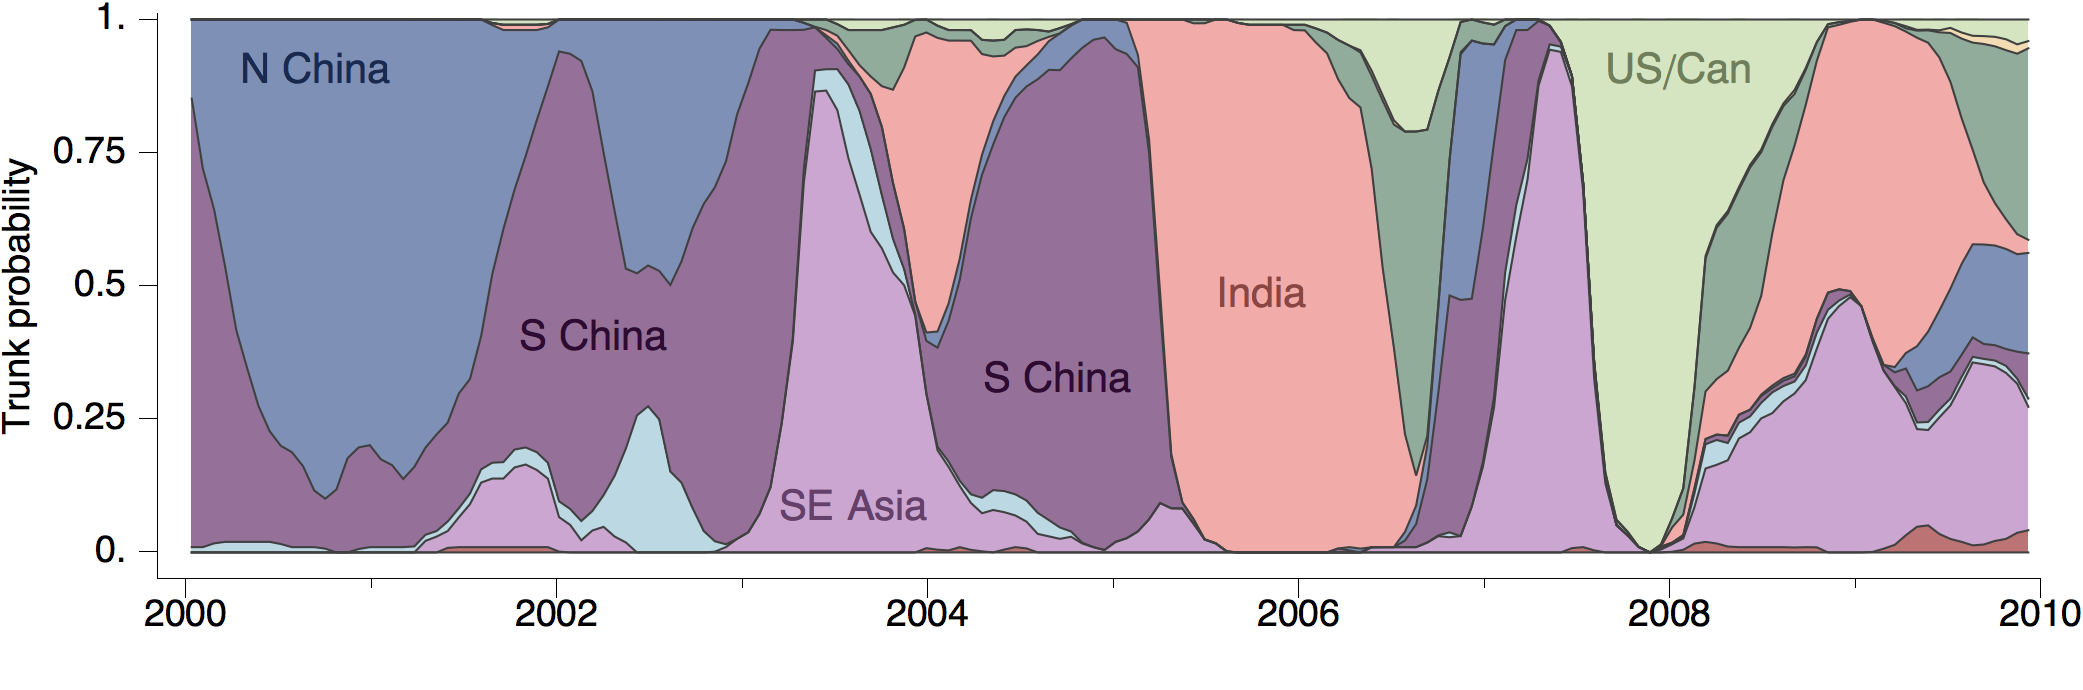 Trunk probability
1.
0.75
0.5
0.25
0.
N China
S China
SE Asia
S China
India
US/Can
2000
2002
2004
2006
2008
2010